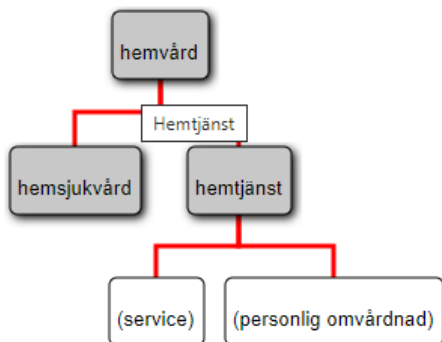 hemvård
Hemtjänst
hemsjukvård
hemtjänst
(service)
(personlig omvårdnad)